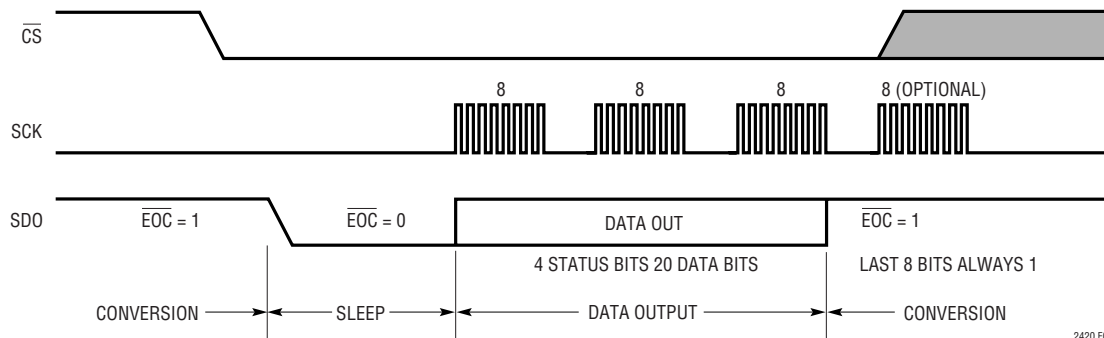 CS
8 8 8 8 (OPTIONAL)
SCK
SDO EOC = 1 EOC = 0 DATA OUT EOC = 1
4 STATUS BITS 20 DATA BITS LAST 8 BITS ALWAYS 1
CONVERSION SLEEP DATA OUTPUT CONVERSION